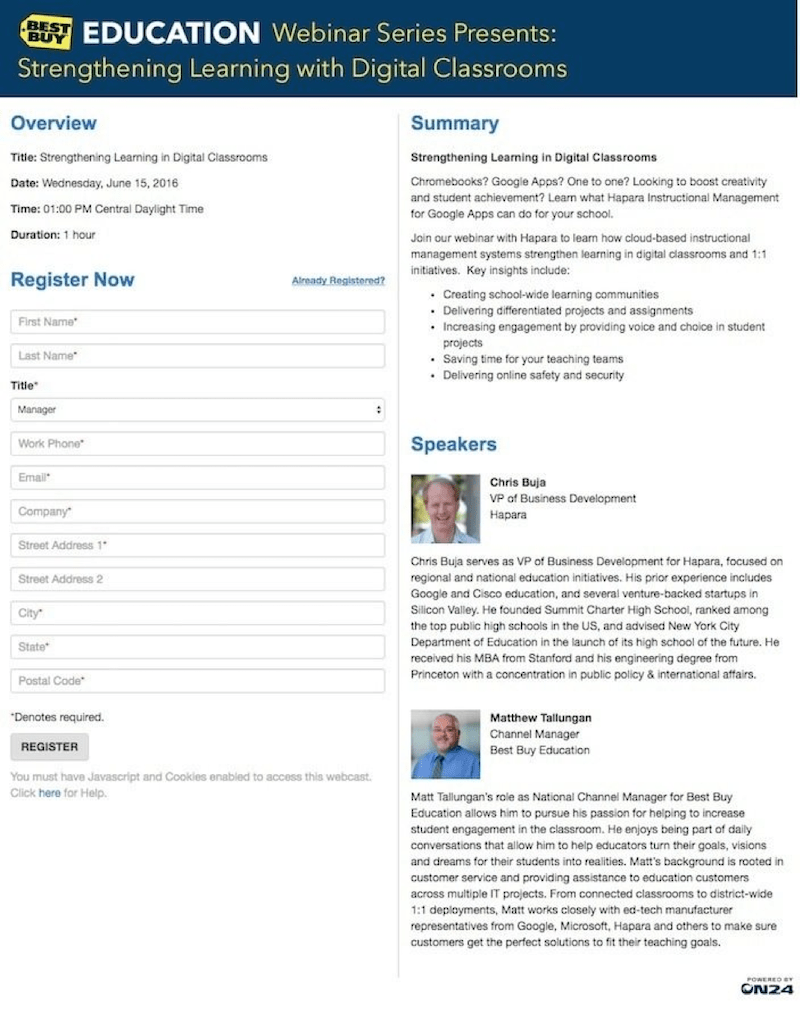 BEST BUY EDUCATION Webinar Series Presents:
Strengthening Learning with Digital Classrooms
Overview
Title: Strengthening Learning in Digital Classrooms
Date: Wednesday, June 15, 2016
Time: 01:00 PM Central Daylight Time
Duration: 1 hour
Register Now
Already Registered?
First Name*
Last Name*
Title*
Manager
Work Phone*
Email*
Company*
Street Address 1*
Street Address 2
City*
State*
Postal Code*
*Denotes required.
REGISTER
You must have Javascript and Cookies enabled to access this webcast.
Click here for Help.
Summary
Strengthening Learning in Digital Classrooms
Chromebooks? Google Apps? One to one? Looking to boost creativity
and student achievement? Learn what Hapara Instructional Management
for Google Apps can do for your school.
Join our webinar with Hapara to learn how cloud-based instructional
management systems strengthen learning in digital classrooms and 1:1
initiatives. Key insights include:
• Creating school-wide learning communities
• Delivering differentiated projects and assignments
• Increasing engagement by providing voice and choice in student
projects
• Saving time for your teaching teams
• Delivering online safety and security
Speakers
Chris Buja
VP of Business Development
Hapara
Chris Buja serves as VP of Business Development for Hapara, focused on
regional and national education initiatives. His prior experience includes
Google and Cisco education, and several venture-backed startups in
Silicon Valley. He founded Summit Charter High School, ranked among
the top public high schools in the US, and advised New York City
Department of Education in the launch of its high school of the future. He
received his MBA from Stanford and his engineering degree from
Princeton with a concentration in public policy & international affairs.
Matthew Tallungan
Channel Manager
Best Buy Education
Matt Tallungan's role as National Channel Manager for Best Buy
Education allows him to pursue his passion for helping to increase
student engagement in the classroom. He enjoys being part of daily
conversations that allow him to help educators turn their goals, visions
and dreams for their students into realities. Matt's background is rooted in
customer service and providing assistance to education customers
across multiple IT projects. From connected classrooms to district-wide
1:1 deployments, Matt works closely with ed-tech manufacturer
representatives from Google, Microsoft, Hapara and others to make sure
customers get the perfect solutions to fit their teaching goals.
POWERED BY
ON24